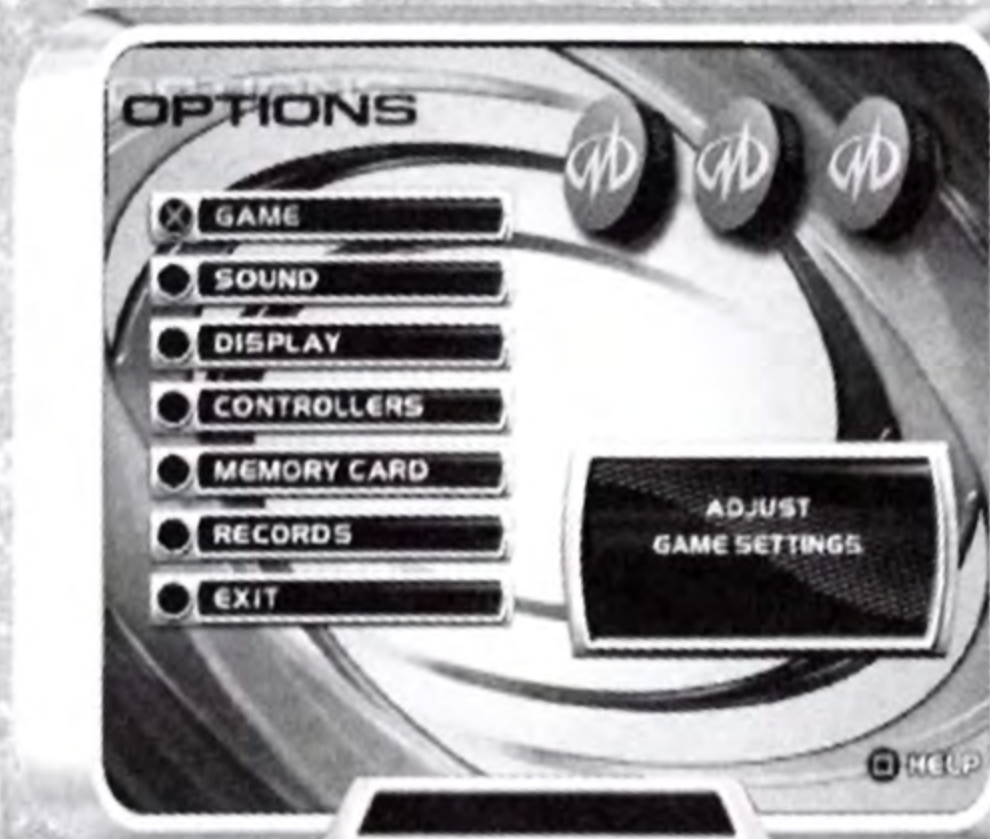 OPTIONS
GAME
SOUND
DISPLAY
CONTROLLERS
MEMORY CARD
RECORDS
EXIT
ADJUST
GAME SETTINGS
HELP